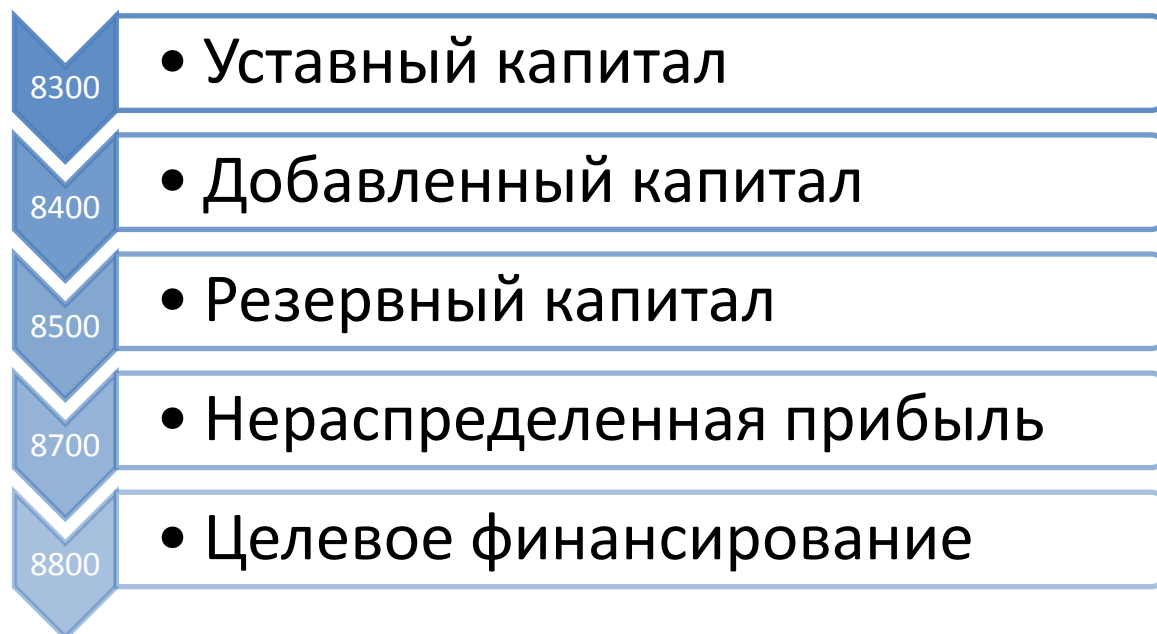 8300 • Уставный капитал
8400 • Добавленный капитал
8500 • Резервный капитал
8700 • Нераспределенная прибыль
8800 • Целевое финансирование